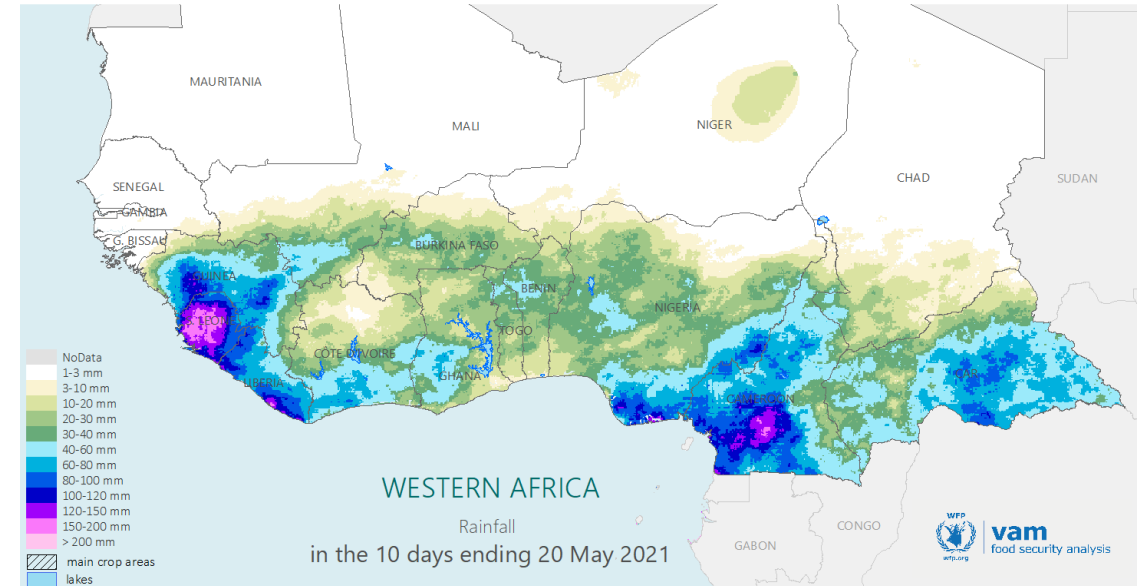 MAURITANIA
MALI
NIGER
CHAD
SUDAN
SENEGAL
GAMBIA
G. BISSAU
GUINEA
BURKINA FASO
BENIN
NIGERIA
TOGO
CÔTE D'IVOIRE
GHANA
LIBERIA
CAMEROON
CONGO
GABON
NoData
1-3 mm
3-10 mm
10-20 mm
20-30 mm
30-40 mm
40-60 mm
60-80 mm
80-100 mm
100-120 mm
120-150 mm
150-200 mm
> 200 mm
main crop areas
lakes
WESTERN AFRICA
Rainfall
in the 10 days ending 20 May 2021
WFP
wfp.org
vam
food security analysis